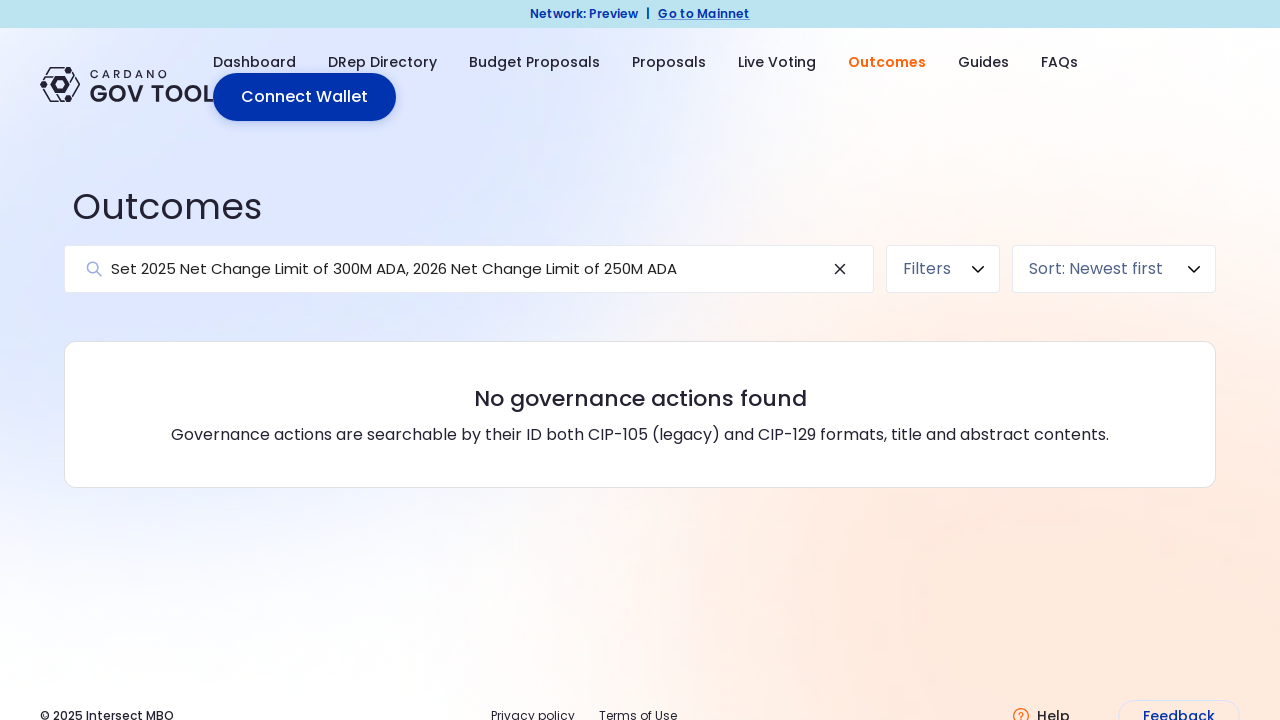 Network: Preview | Go to Mainnet
CARDANO
GOV TOOL
Dashboard DRep Directory Budget Proposals Proposals Live Voting Outcomes Guides FAQs
Connect Wallet
Outcomes
Set 2025 Net Change Limit of 300M ADA, 2026 Net Change Limit of 250M ADA
Filters
Sort: Newest first
No governance actions found
Governance actions are searchable by their ID both CIP-105 (legacy) and CIP-129 formats, title and abstract contents.
© 2025 Intersect MBO
Privacy policy
Terms of Use
Help
Feedback